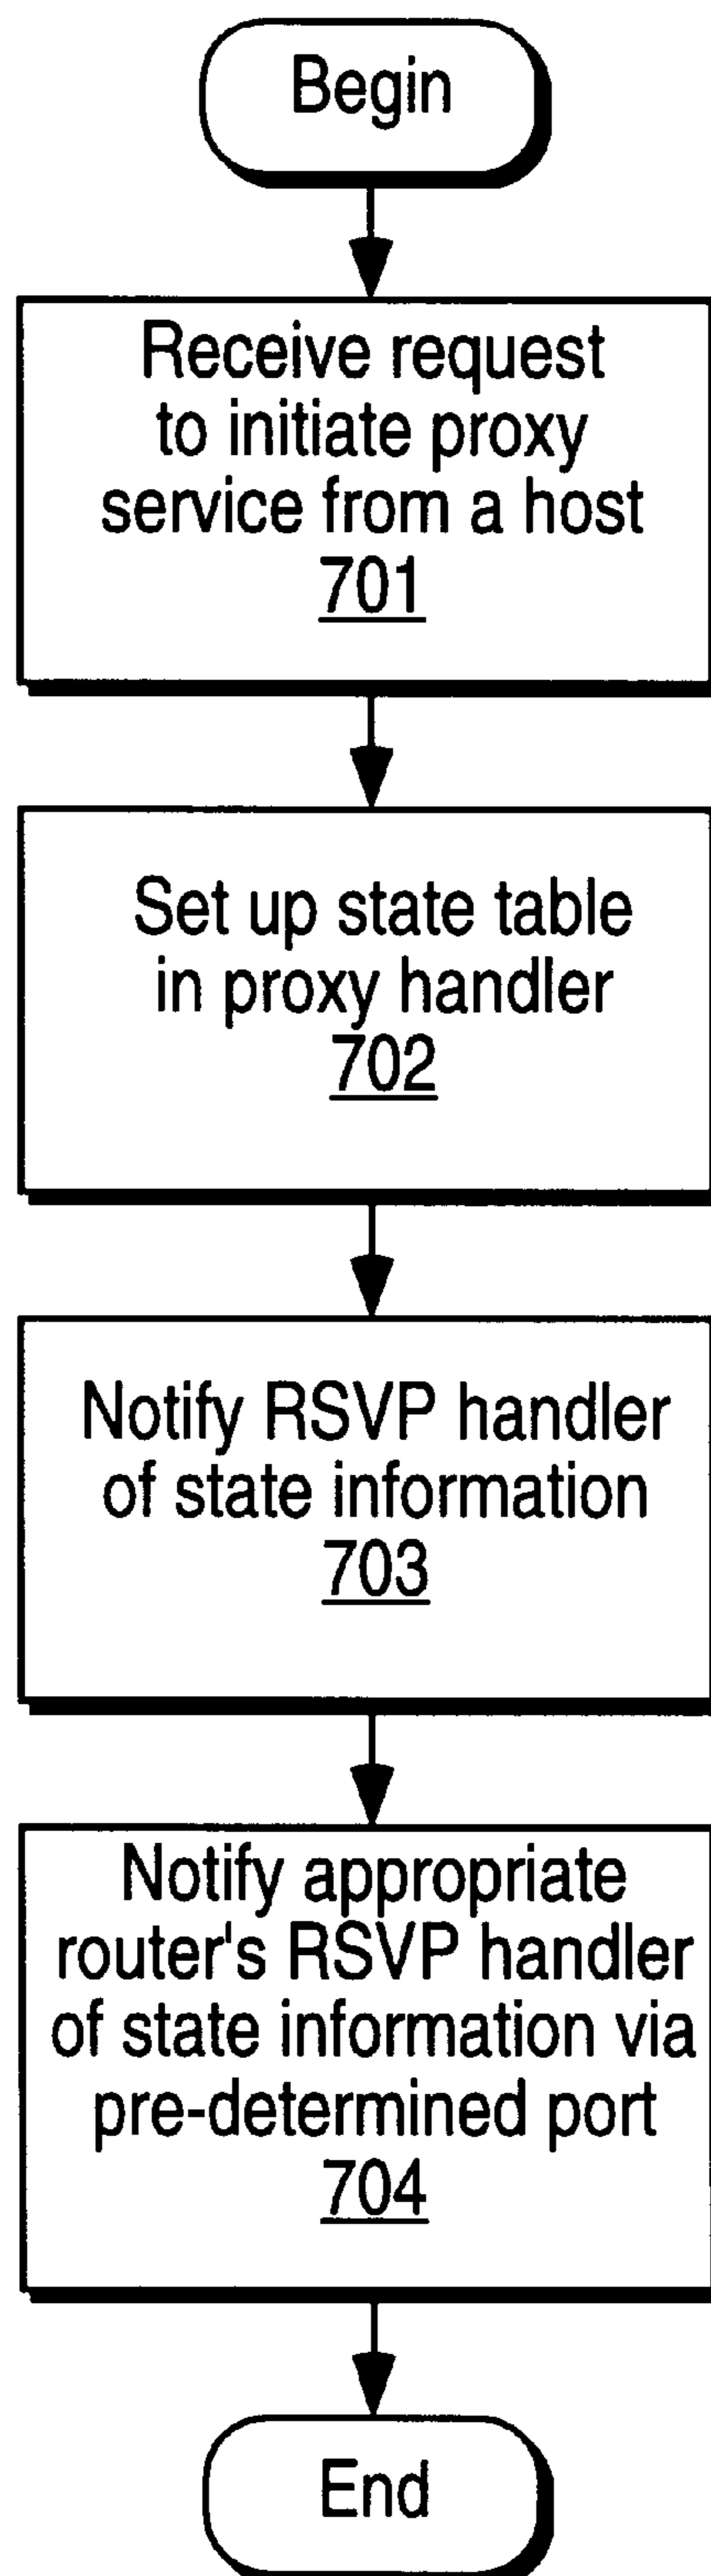 Begin
Receive request
to initiate proxy
service from a host
701
Set up state table
in proxy handler
702
Notify RSVP handler
of state information
703
Notify appropriate
router's RSVP handler
of state information via
pre-determined port
704
End